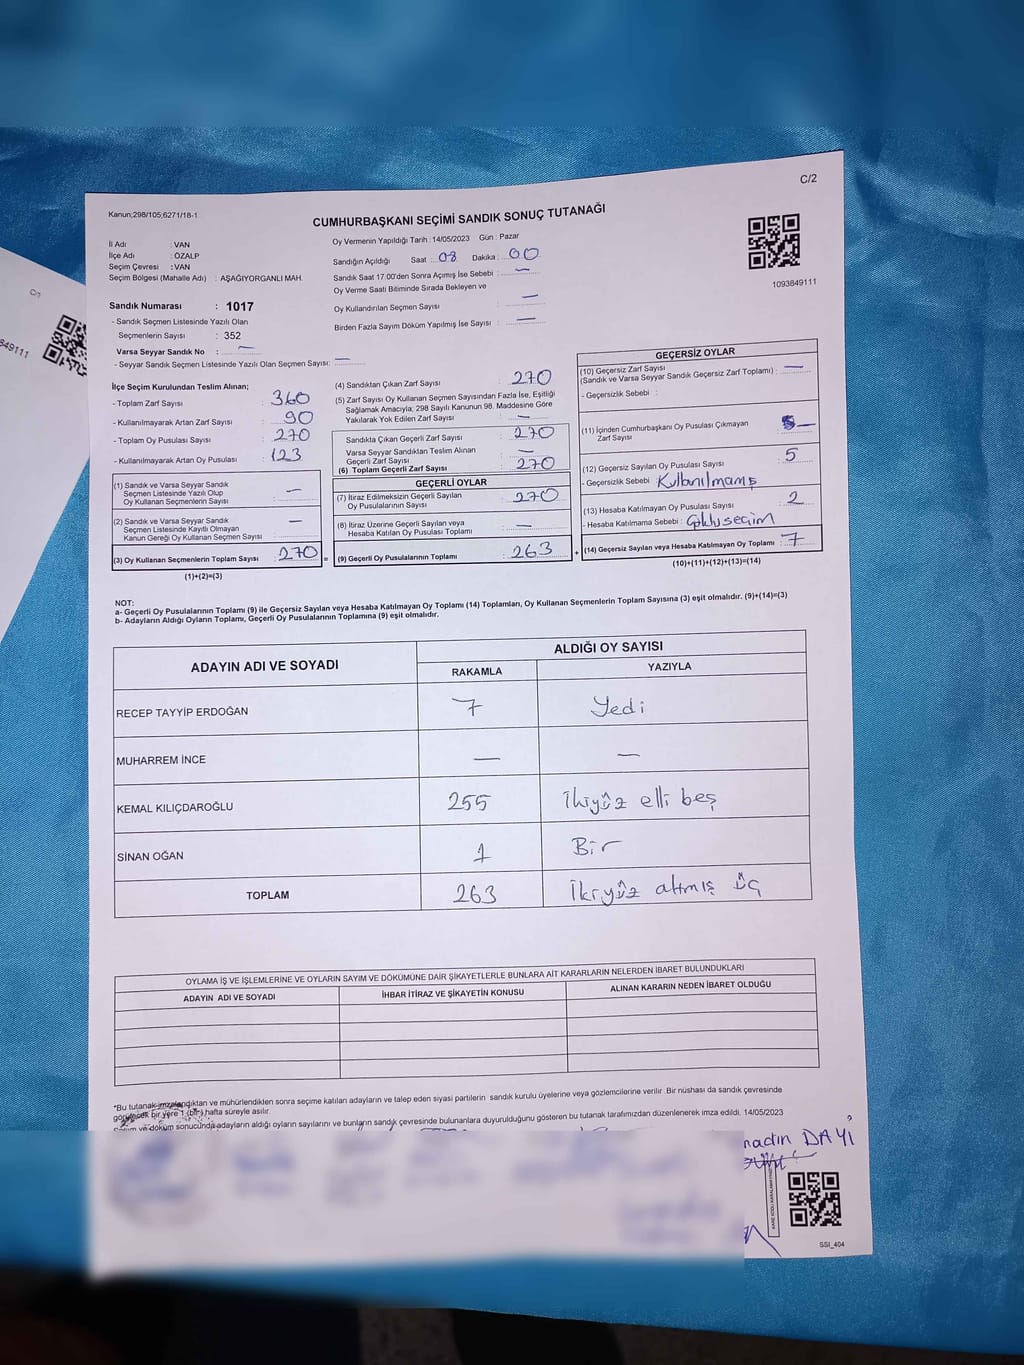 C/2
Kanun;298/105;6271/18-1
CUMHURBAŞKANI SEÇİMİ SANDIK SONUÇ TUTANAĞI
İl Adı : VAN
İlçe Adı : ÖZALP
Seçim Çevresi : VAN
Seçim Bölgesi (Mahalle Adı) : AŞAĞIYORGANLI MAH.
Oy Vermenin Yapıldığı Tarih :14/05/2023 Gün : Pazar
Sandığın Açıldığı Saat : 08 Dakika : 00
Sandık Saat 17:00'den Sonra Açımış İse Sebebi : —
Oy Verme Saati Bitiminde Sırada Bekleyen ve
Oy Kullandırılan Seçmen Sayısı : —
Birden Fazla Sayım Döküm Yapılmış İse Sayısı : —
1093849111
Sandık Numarası : 1017
- Sandık Seçmen Listesinde Yazılı Olan
Seçmenlerin Sayısı : 352
Varsa Seyyar Sandık No : —
- Seyyar Sandık Seçmen Listesinde Yazılı Olan Seçmen Sayısı: —
İlçe Seçim Kurulundan Teslim Alınan;
- Toplam Zarf Sayısı : 360
- Kullanılmayarak Artan Zarf Sayısı : 90
- Toplam Oy Pusulası Sayısı : 270
- Kullanılmayarak Artan Oy Pusulası : 123
(1) Sandık ve Varsa Seyyar Sandık
Seçmen Listesinde Yazılı Olup
Oy Kullanan Seçmenlerin Sayısı —
(2) Sandık ve Varsa Seyyar Sandık
Seçmen Listesinde Kayıtlı Olmayan
Kanun Gereği Oy Kullanan Seçmen Sayısı —
(3) Oy Kullanan Seçmenlerin Toplam Sayısı 270 =
(1)+(2)=(3)
(4) Sandıktan Çıkan Zarf Sayısı : 270
(5) Zarf Sayısı Oy Kullanan Seçmen Sayısından Fazla İse, Eşitliği
Sağlamak Amacıyla; 298 Sayılı Kanunun 98. Maddesine Göre
Yakılarak Yok Edilen Zarf Sayısı : —
Sandıkta Çıkan Geçerli Zarf Sayısı : 270
Varsa Seyyar Sandıktan Teslim Alınan
Geçerli Zarf Sayısı : —
(6) Toplam Geçerli Zarf Sayısı : 270
GEÇERLİ OYLAR
(7) İtiraz Edilmeksizin Geçerli Sayılan
Oy Pusulasının Sayısı : 270
(8) İtiraz Üzerine Geçerli Sayılan veya
Hesaba Katılan Oy Pusulası Toplamı : —
(9) Geçerli Oy Pusulalarının Toplamı : 263 +
GEÇERSİZ OYLAR
(10) Geçersiz Zarf Sayısı
(Sandık ve Varsa Seyyar Sandık Geçersiz Zarf Toplamı) : —
- Geçersizlik Sebebi :
(11) İçinden Cumhurbaşkanı Oy Pusulası Çıkmayan
Zarf Sayısı : —
(12) Geçersiz Sayılan Oy Pusulası Sayısı : 5
- Geçersizlik Sebebi : Kullanılmamış
(13) Hesaba Katılmayan Oy Pusulası Sayısı : 2
- Hesaba Katılmama Sebebi :
(14) Geçersiz Sayılan veya Hesaba Katılmayan Oy Toplamı : 7
(10)+(11)+(12)+(13)=(14)
NOT:
a- Geçerli Oy Pusulalarının Toplamı (9) ile Geçersiz Sayılan veya Hesaba Katılmayan Oy Toplamı (14) Toplamları, Oy Kullanan Seçmenlerin Toplam Sayısına (3) eşit olmalıdır. (9)+(14)=(3)
b- Adayların Aldığı Oyların Toplamı, Geçerli Oy Pusulalarının Toplamına (9) eşit olmalıdır.
ADAYIN ADI VE SOYADI ALDIĞI OY SAYISI
RAKAMLA YAZIYLA
RECEP TAYYİP ERDOĞAN 7 Yedi
MUHARREM İNCE — —
KEMAL KILIÇDAROĞLU 255 İkiyüz elli beş
SİNAN OĞAN 1 Bir
TOPLAM 263 İkiyüz altmış üç
OYLAMA İŞ VE İŞLEMLERİNE VE OYLARIN SAYIM VE DÖKÜMÜNE DAİR ŞİKAYETLERLE BUNLARA AİT KARARLARIN NELERDEN İBARET BULUNDUKLARI
ADAYIN ADI VE SOYADI İHBAR İTİRAZ VE ŞİKAYETİN KONUSU ALINAN KARARIN NEDEN İBARET OLDUĞU
*Bu tutanak imzalandıktan ve mühürlendikten sonra seçime katılan adayların ve talep eden siyasi partilerin sandık kurulu üyelerine veya gözlemcilerine verilir. Bir nüshası da sandık çevresinde
görülecek bir yere 1 (bir) hafta süreyle asılır.
ve döküm sonucunda adayların aldığı oyların sayılarını ve bunların sandık çevresinde bulunanlara duyurulduğunu gösteren bu tutanak tarafımızdan düzenlenerek imza edildi. 14/05/2023
DAYI
SSİ_404
C/1
849111